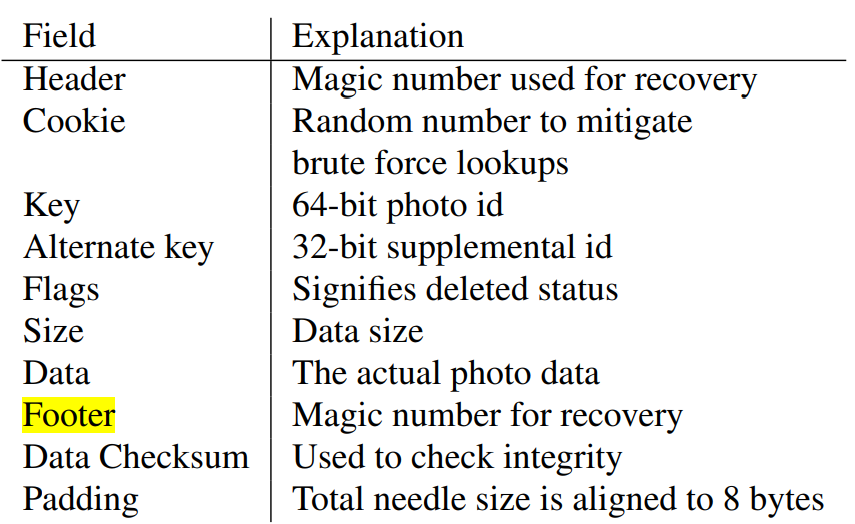 Field Explanation
Header Magic number used for recovery
Cookie Random number to mitigate
brute force lookups
Key 64-bit photo id
Alternate key 32-bit supplemental id
Flags Signifies deleted status
Size Data size
Data The actual photo data
Footer Magic number for recovery
Data Checksum Used to check integrity
Padding Total needle size is aligned to 8 bytes